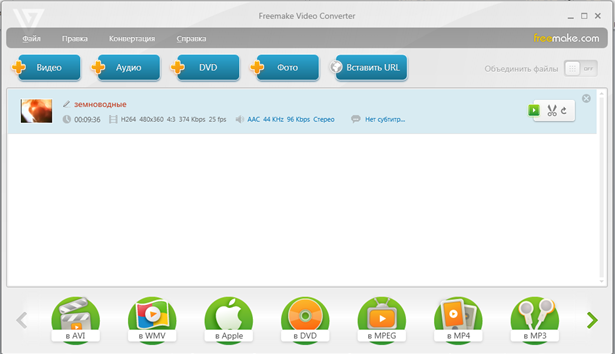 Freemake Video Converter
Файл Правка Конвертация Справка freemake.com
Видео Аудио DVD Фото Вставить URL Объединить файлы OFF
земноводные
00:09:36 H264 480x360 4:3 374 Kbps 25 fps AAC 44 KHz 96 Kbps Стерео Нет субтитр...
в AVI в WMV в Apple в DVD в MPEG в MP4 в MP3